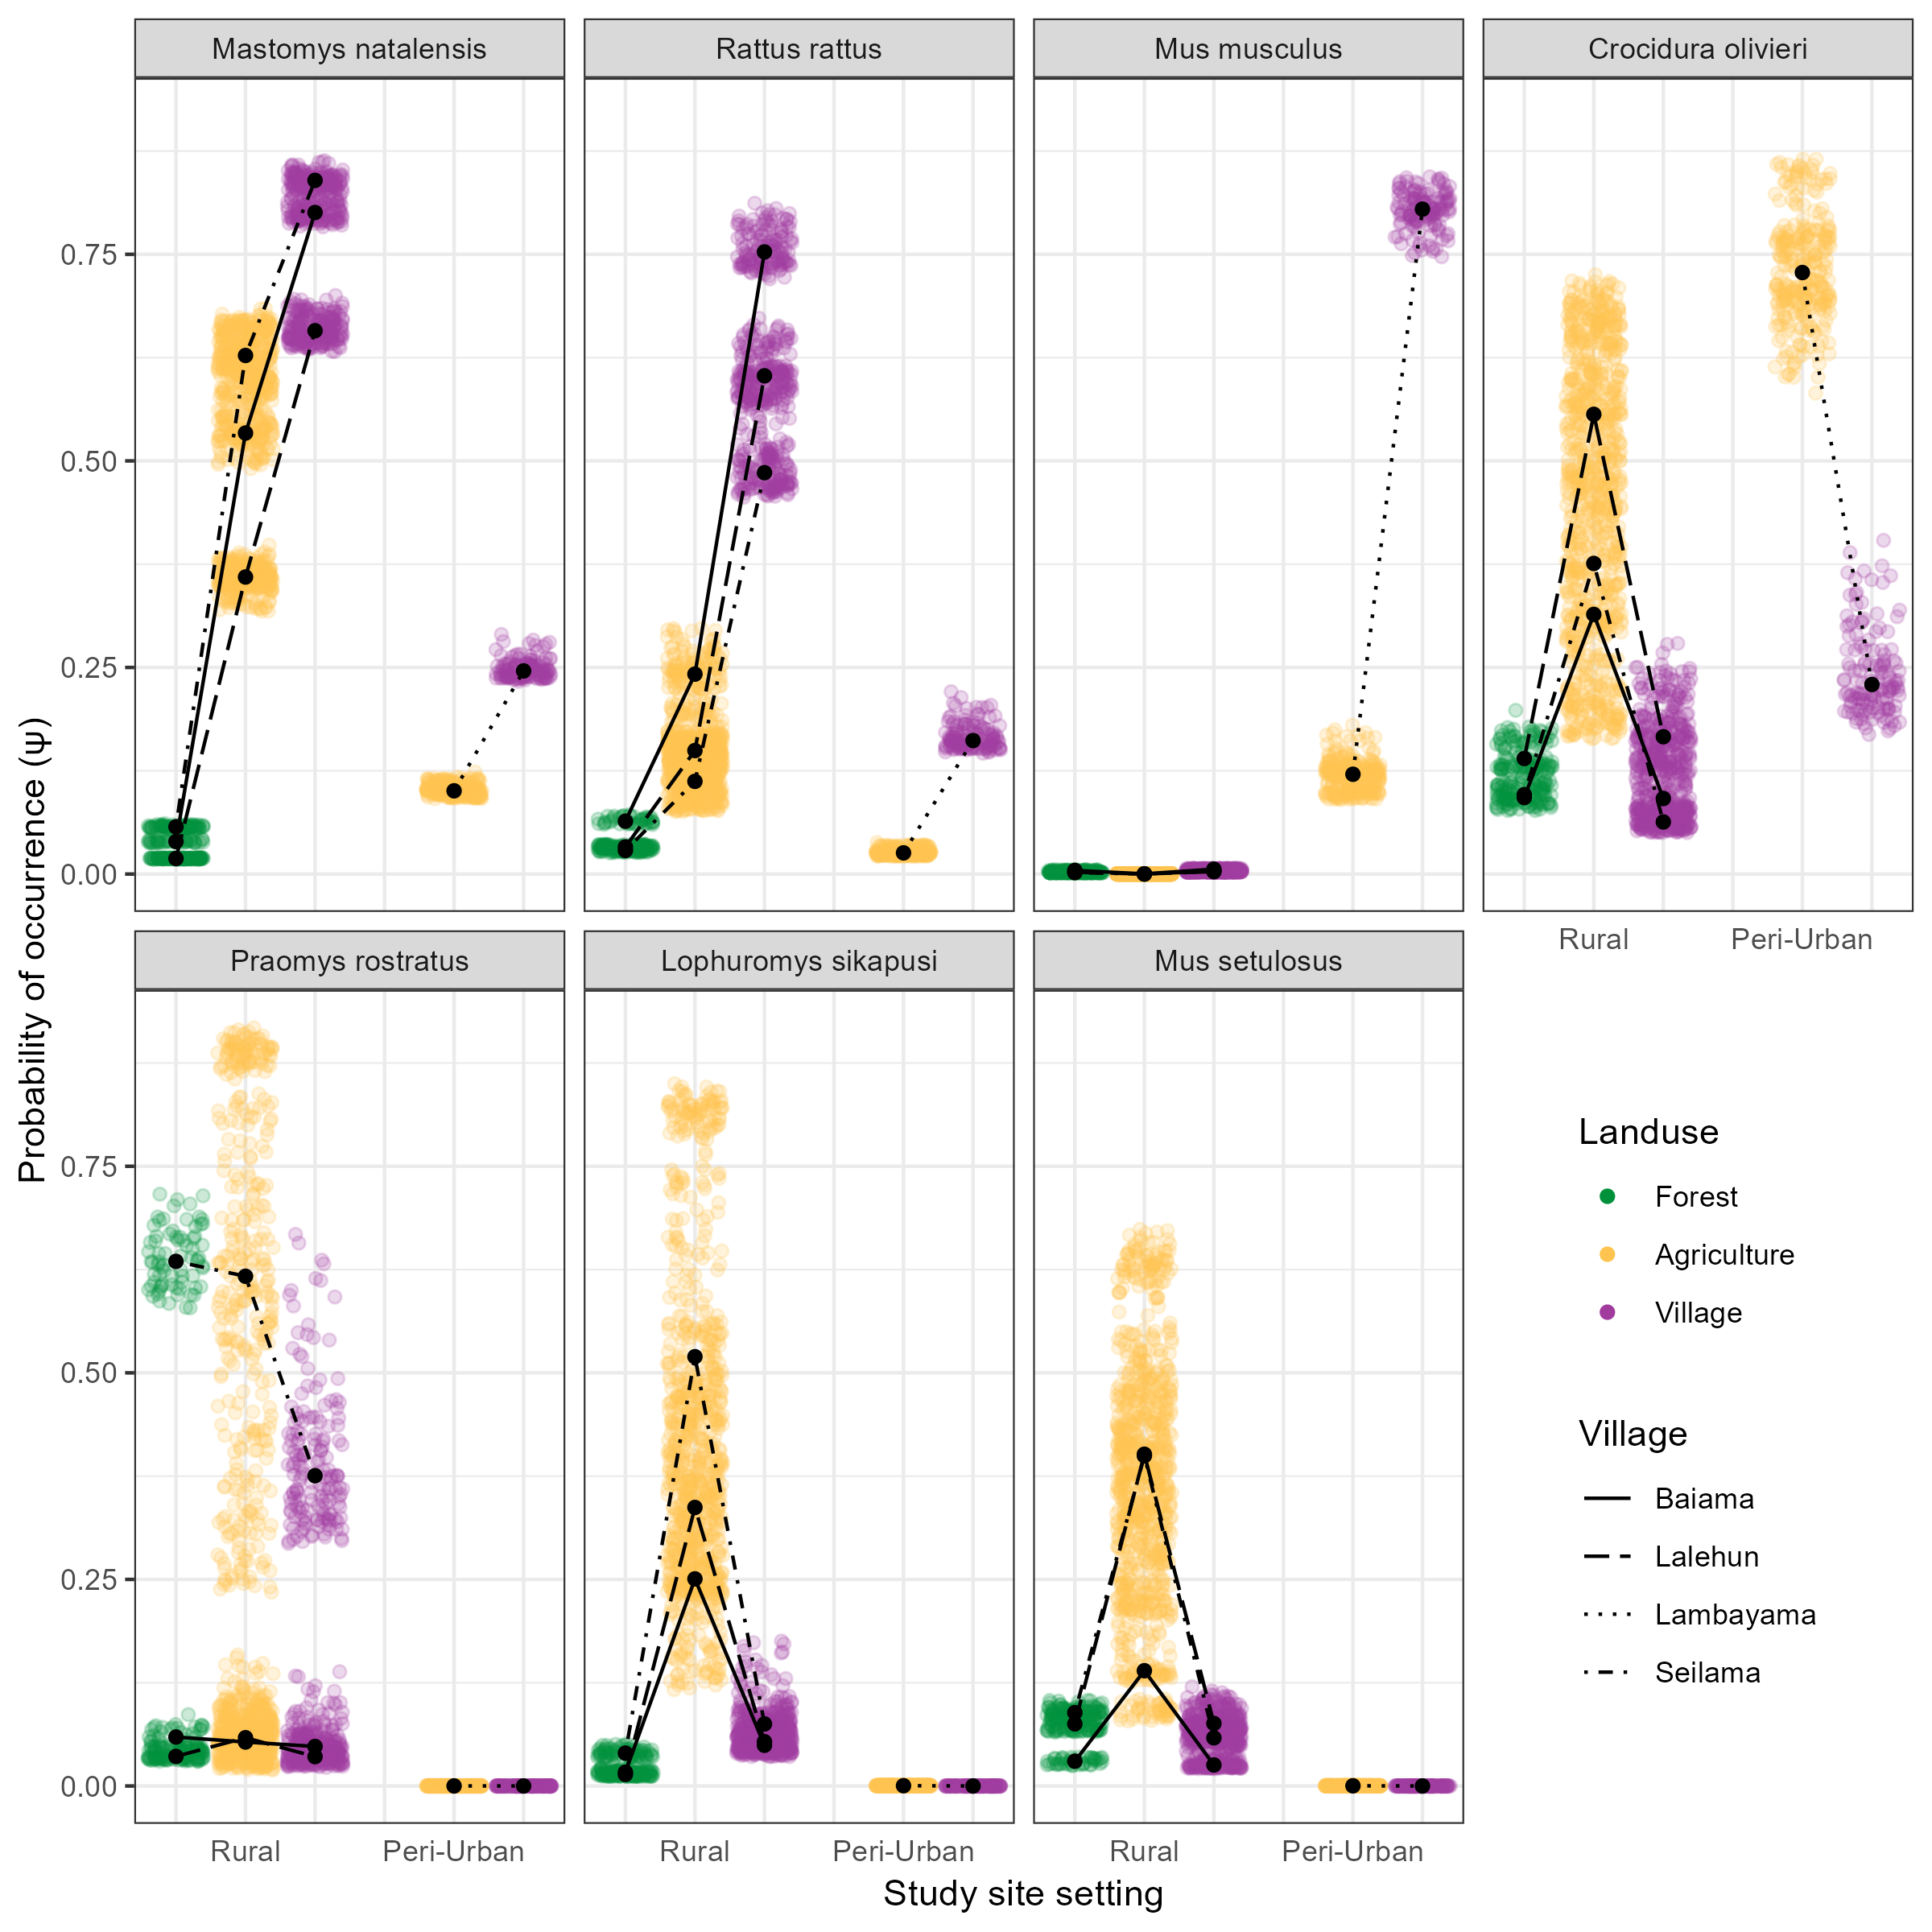 Mastomys natalensis
Rattus rattus
Mus musculus
Crocidura olivieri
0.75
0.50
0.25
0.00
Rural
Peri-Urban
Praomys rostratus
Lophuromys sikapusi
Mus setulosus
0.75
0.50
0.25
0.00
Rural
Peri-Urban
Rural
Peri-Urban
Rural
Peri-Urban
Probability of occurrence (ψ)
Study site setting
Landuse
Forest
Agriculture
Village
Village
Baiama
Lalehun
Lambayama
Seilama